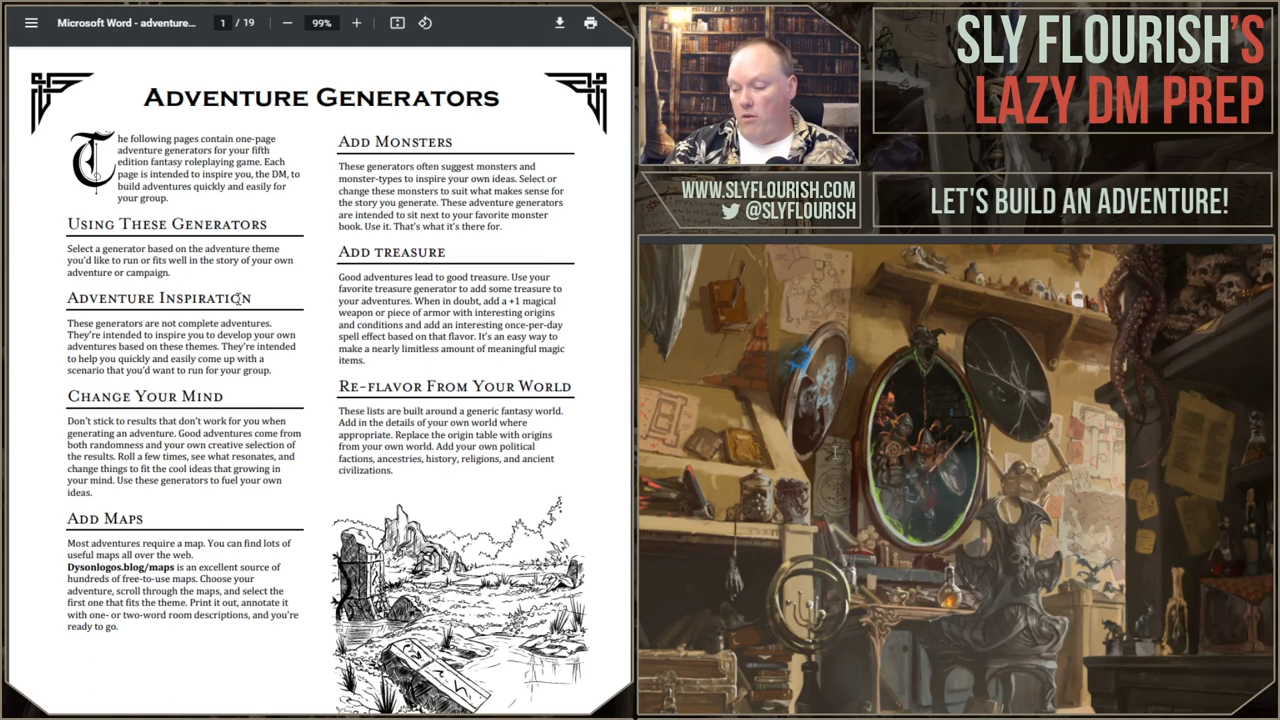 Microsoft Word - adventure...
1 / 19
99%
ADVENTURE GENERATORS
The following pages contain one-page
adventure generators for your fifth
edition fantasy roleplaying game. Each
page is intended to inspire you, the DM, to
build adventures quickly and easily for
your group.
USING THESE GENERATORS
Select a generator based on the adventure theme
you'd like to run or fits well in the story of your own
adventure or campaign.
ADVENTURE INSPIRATION
These generators are not complete adventures.
They're intended to inspire you to develop your own
adventures based on these themes. They're intended
to help you quickly and easily come up with a
scenario that you'd want to run for your group.
CHANGE YOUR MIND
Don't stick to results that don't work for you when
generating an adventure. Good adventures come from
both randomness and your own creative selection of
the results. Roll a few times, see what resonates, and
change things to fit the cool ideas that growing in
your mind. Use these generators to fuel your own
ideas.
ADD MAPS
Most adventures require a map. You can find lots of
useful maps all over the web.
Dysonlogos.blog/maps is an excellent source of
hundreds of free-to-use maps. Choose your
adventure, scroll through the maps, and select the
first one that fits the theme. Print it out, annotate it
with one- or two-word room descriptions, and you're
ready to go.
ADD MONSTERS
These generators often suggest monsters and
monster-types to inspire your own ideas. Select or
change these monsters to suit what makes sense for
the story you generate. These adventure generators
are intended to sit next to your favorite monster
book. Use it. That's what it's there for.
ADD TREASURE
Good adventures lead to good treasure. Use your
favorite treasure generator to add some treasure to
your adventures. When in doubt, add a +1 magical
weapon or piece of armor with interesting origins
and conditions and add an interesting once-per-day
spell effect based on that flavor. It's an easy way to
make a nearly limitless amount of meaningful magic
items.
RE-FLAVOR FROM YOUR WORLD
These lists are built around a generic fantasy world.
Add in the details of your own world where
appropriate. Replace the origin table with origins
from your own world. Add your own political
factions, ancestries, history, religions, and ancient
civilizations.
SLY FLOURISH'S
LAZY DM PREP
WWW.SLYFLOURISH.COM
@SLYFLOURISH
LET'S BUILD AN ADVENTURE!